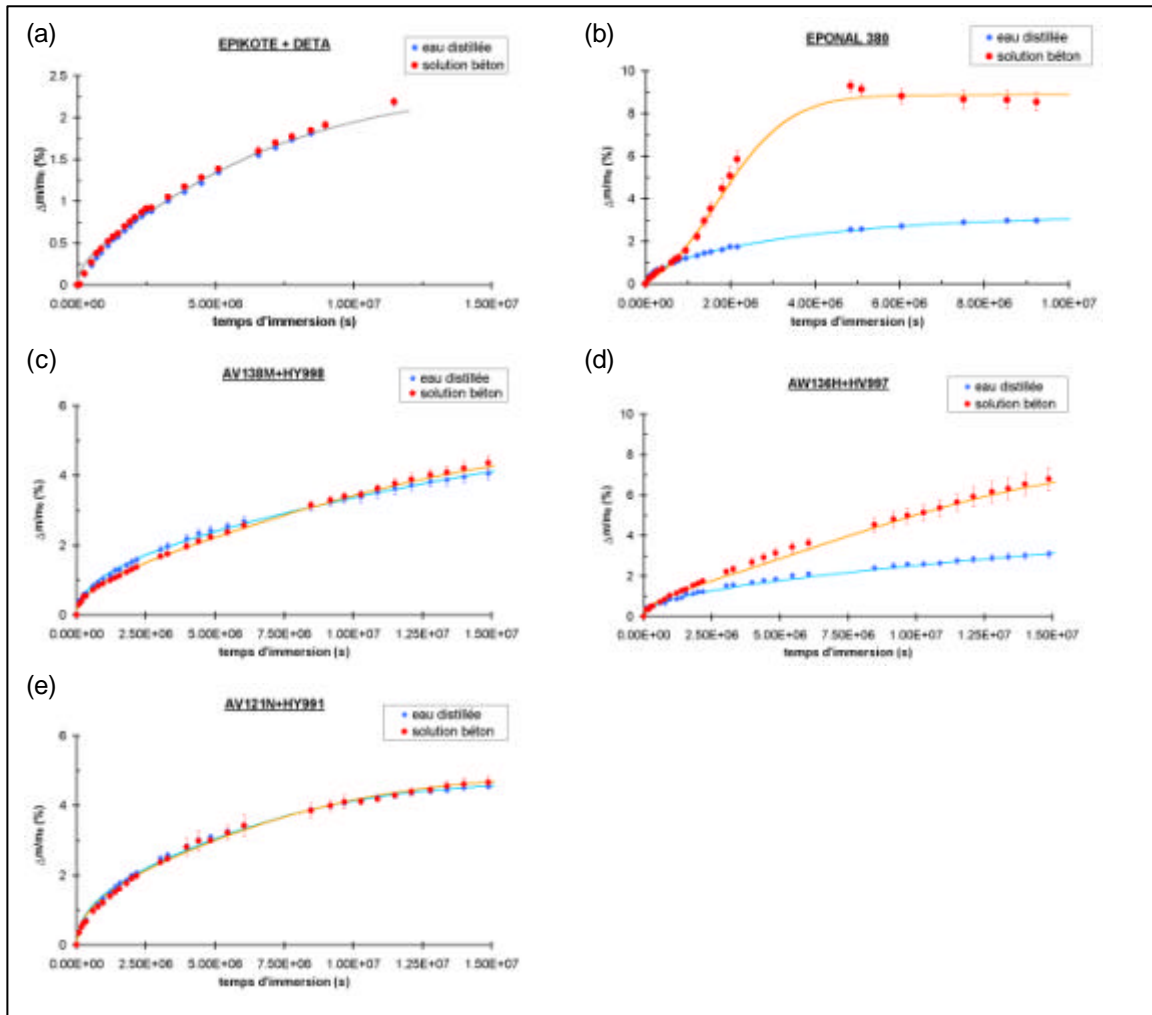 (a)
EPIKOTE + DETA
eau distillée
solution béton
2.5
2
1.5
1
0.5
0
Δm/m₀ (%)
0.00E+00 5.00E+06 1.00E+07 1.50E+07
temps d'immersion (s)
(b)
EPONAL 380
eau distillée
solution béton
10
8
6
4
2
0
Δm/m₀ (%)
0.00E+00 2.00E+06 4.00E+06 6.00E+06 8.00E+06 1.00E+07
temps d'immersion (s)
(c)
AV138M+HY998
eau distillée
solution béton
6
4
2
0
Δm/m₀ (%)
0.00E+00 2.50E+06 5.00E+06 7.50E+06 1.00E+07 1.25E+07 1.50E+07
temps d'immersion (s)
(d)
AW136H+HV997
eau distillée
solution béton
10
8
6
4
2
0
Δm/m₀ (%)
0.0E+00 2.50E+06 5.00E+06 7.50E+06 1.00E+07 1.25E+07 1.50E+07
temps d'immersion (s)
(e)
AV121N+HY991
eau distillée
solution béton
6
4
2
0
Δm/m₀ (%)
0.00E+00 2.50E+06 5.00E+06 7.50E+06 1.00E+07 1.25E+07 1.50E+07
temps d'immersion (s)